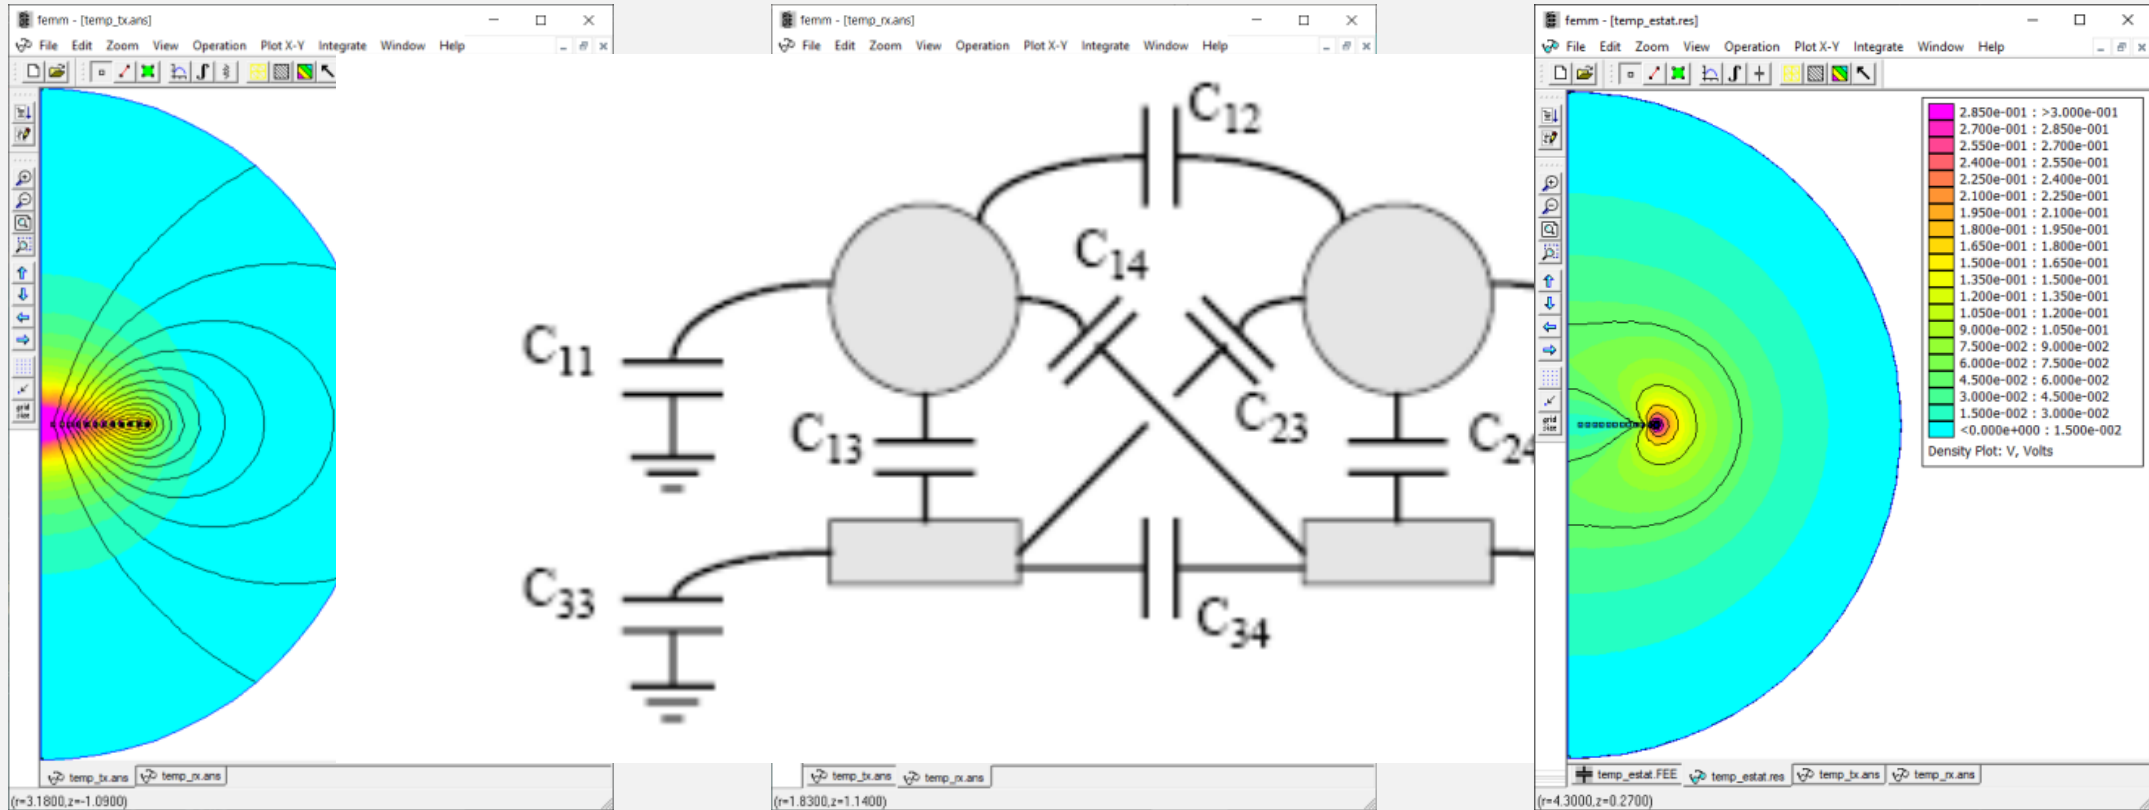 femm - [temp_tx.ans]
File Edit Zoom View Operation Plot X-Y Integrate Window Help
grid size
temp_tx.ans temp_rx.ans
(r=3.1800,z=-1.0900)
femm - [temp_rx.ans]
File Edit Zoom View Operation Plot X-Y Integrate Window Help
C12
C14
C11
C13
C23
C24
C33
C34
temp_tx.ans temp_rx.ans
(r=1.8300,z=1.1400)
femm - [temp_estat.res]
File Edit Zoom View Operation Plot X-Y Integrate Window Help
grid size
2.850e-001 : >3.000e-001
2.700e-001 : 2.850e-001
2.550e-001 : 2.700e-001
2.400e-001 : 2.550e-001
2.250e-001 : 2.400e-001
2.100e-001 : 2.250e-001
1.950e-001 : 2.100e-001
1.800e-001 : 1.950e-001
1.650e-001 : 1.800e-001
1.500e-001 : 1.650e-001
1.350e-001 : 1.500e-001
1.200e-001 : 1.350e-001
1.050e-001 : 1.200e-001
9.000e-002 : 1.050e-001
7.500e-002 : 9.000e-002
6.000e-002 : 7.500e-002
4.500e-002 : 6.000e-002
3.000e-002 : 4.500e-002
1.500e-002 : 3.000e-002
<0.000e+000 : 1.500e-002
Density Plot: V, Volts
temp_estat.FEE temp_estat.res temp_tx.ans temp_rx.ans
(r=4.3000,z=0.2700)